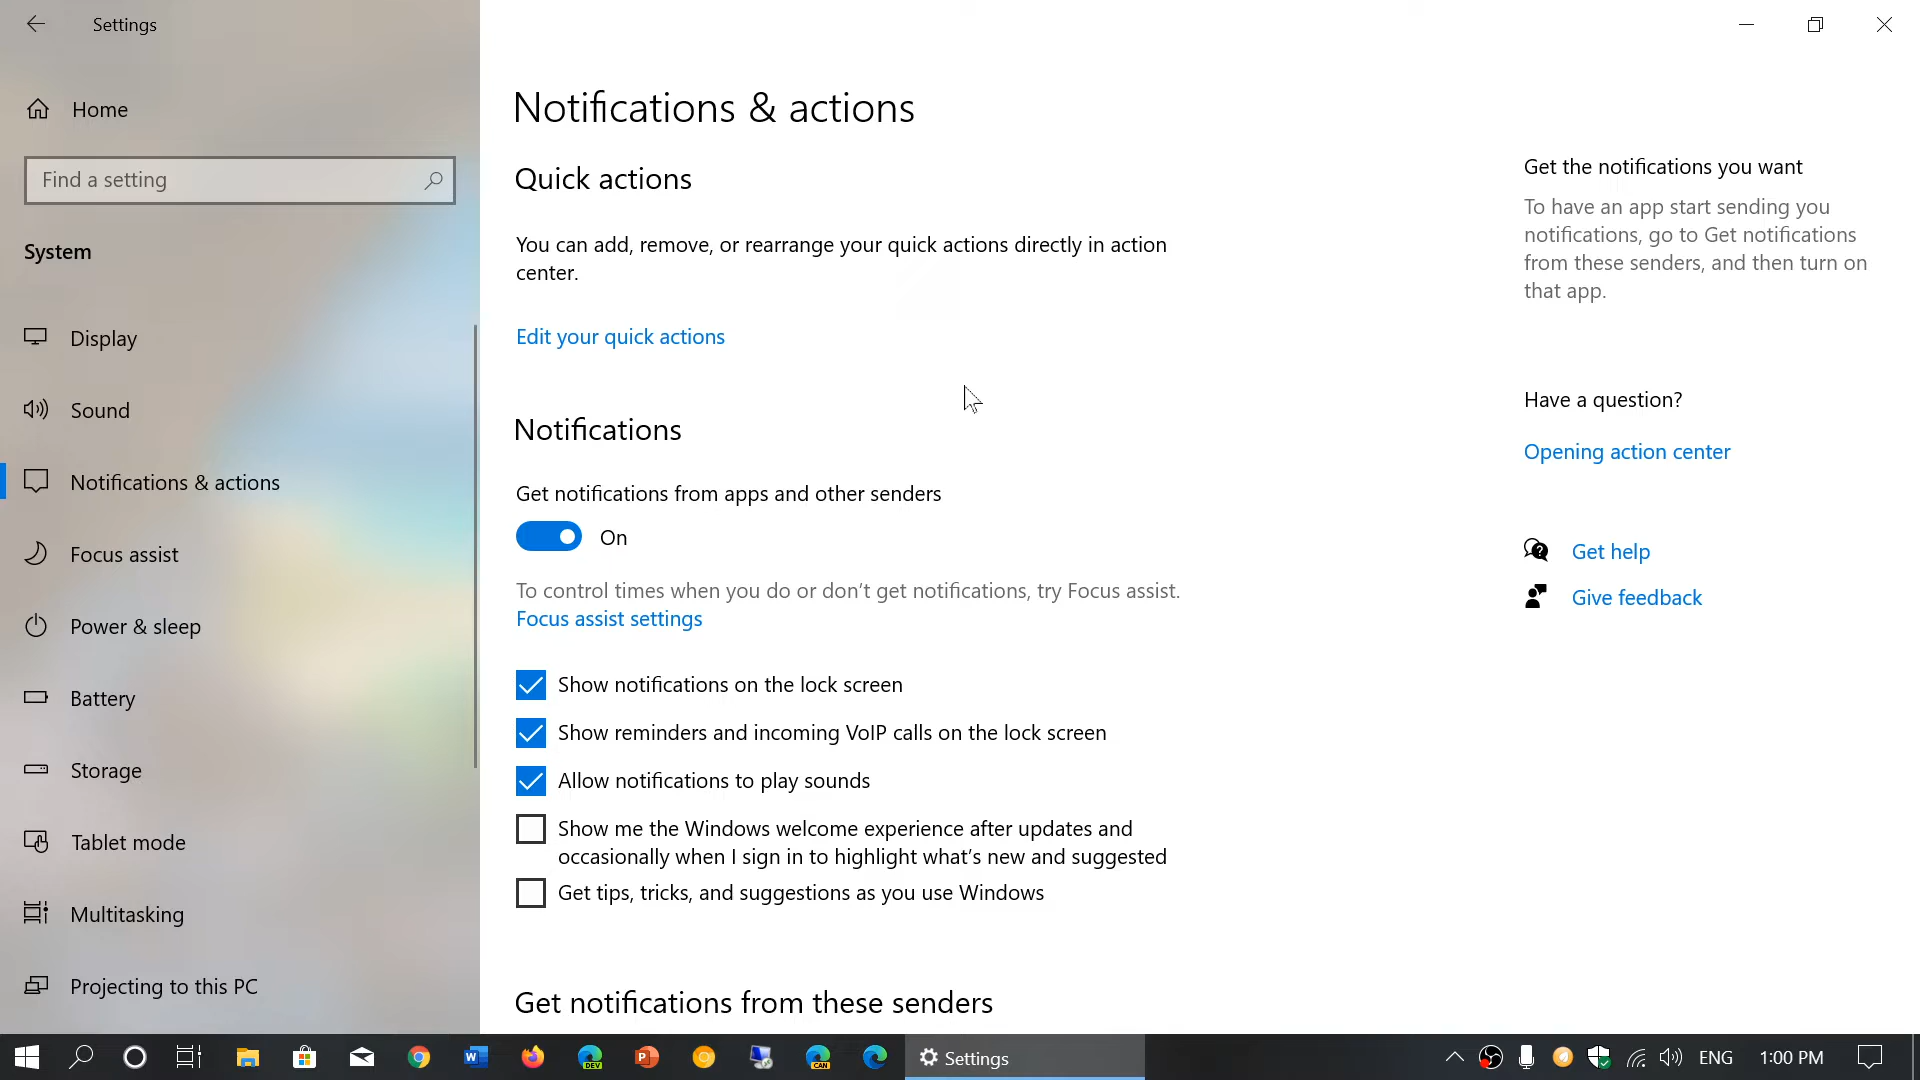 Settings
Home
Find a setting
System
Display
Sound
Notifications & actions
Focus assist
Power & sleep
Battery
Storage
Tablet mode
Multitasking
Projecting to this PC
Notifications & actions
Quick actions
You can add, remove, or rearrange your quick actions directly in action
center.
Edit your quick actions
Notifications
Get notifications from apps and other senders
On
To control times when you do or don't get notifications, try Focus assist.
Focus assist settings
Show notifications on the lock screen
Show reminders and incoming VoIP calls on the lock screen
Allow notifications to play sounds
Show me the Windows welcome experience after updates and
occasionally when I sign in to highlight what's new and suggested
Get tips, tricks, and suggestions as you use Windows
Get notifications from these senders
Get the notifications you want
To have an app start sending you
notifications, go to Get notifications
from these senders, and then turn on
that app.
Have a question?
Opening action center
Get help
Give feedback
W
DEV
P
CAN
Settings
ENG
1:00 PM